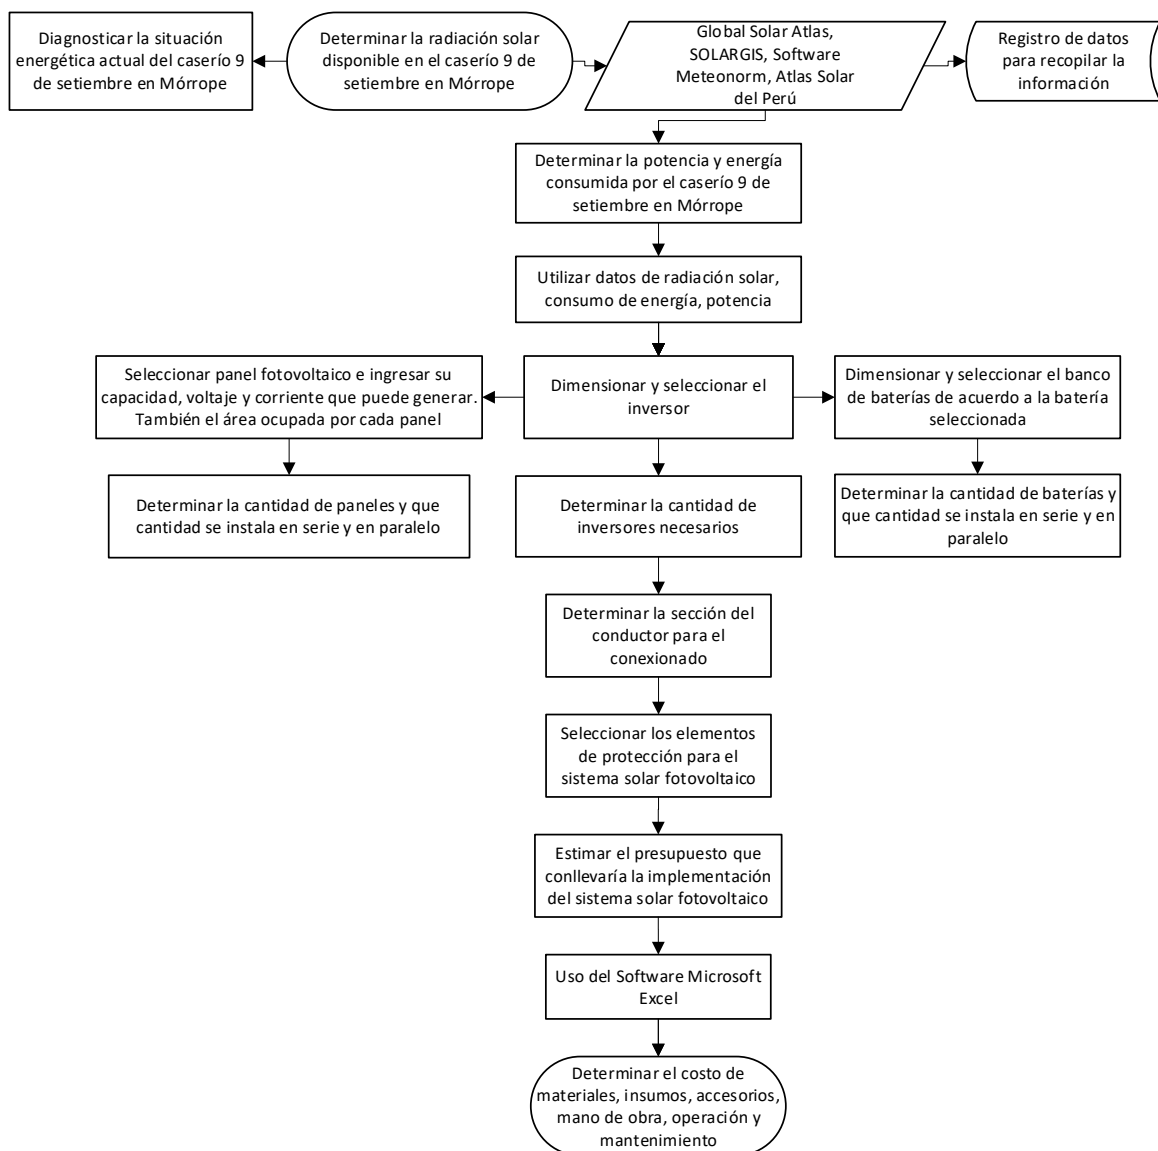 Diagnosticar la situación
energética actual del caserío 9
de setiembre en Mórrope
Determinar la radiación solar
disponible en el caserío 9 de
setiembre en Mórrope
Global Solar Atlas,
SOLARGIS, Software
Meteonorm, Atlas Solar
del Perú
Registro de datos
para recopilar la
información
Determinar la potencia y energía
consumida por el caserío 9 de
setiembre en Mórrope
Utilizar datos de radiación solar,
consumo de energía, potencia
Seleccionar panel fotovoltaico e ingresar su
capacidad, voltaje y corriente que puede generar.
También el área ocupada por cada panel
Dimensionar y seleccionar el
inversor
Dimensionar y seleccionar el banco
de baterías de acuerdo a la batería
seleccionada
Determinar la cantidad de paneles y que
cantidad se instala en serie y en paralelo
Determinar la cantidad de
inversores necesarios
Determinar la cantidad de baterías y
que cantidad se instala en serie y en
paralelo
Determinar la sección del
conductor para el
conexionado
Seleccionar los elementos
de protección para el
sistema solar fotovoltaico
Estimar el presupuesto que
conllevaría la implementación
del sistema solar fotovoltaico
Uso del Software Microsoft
Excel
Determinar el costo de
materiales, insumos, accesorios,
mano de obra, operación y
mantenimiento